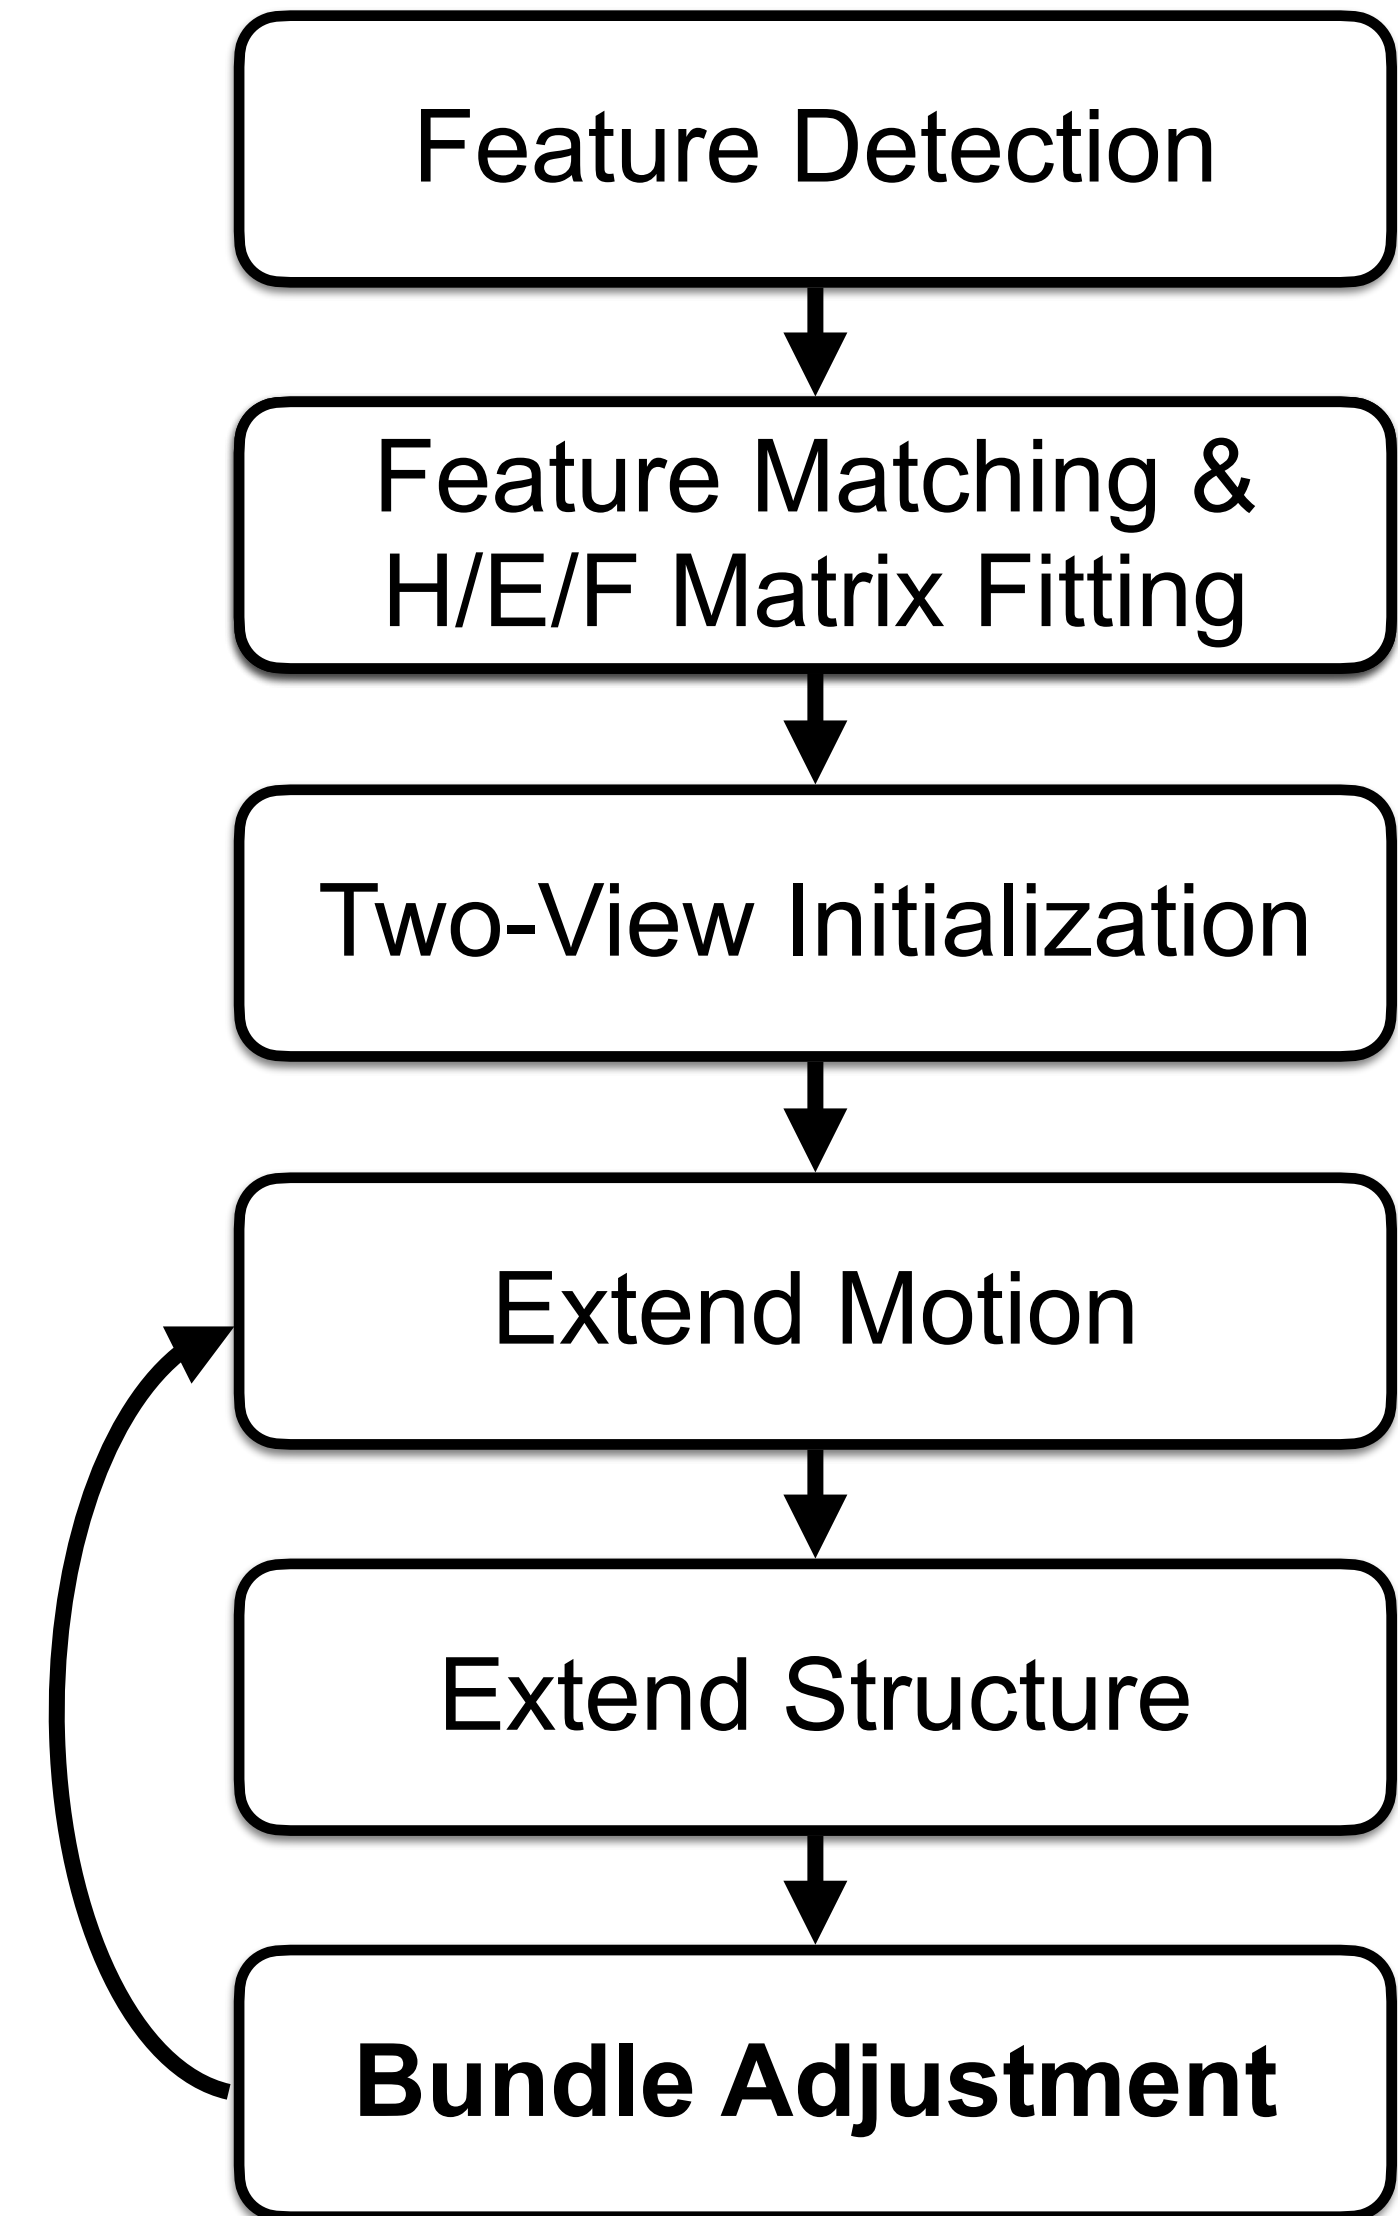 Feature Detection
Feature Matching &
H/E/F Matrix Fitting
Two-View Initialization
Extend Motion
Extend Structure
Bundle Adjustment